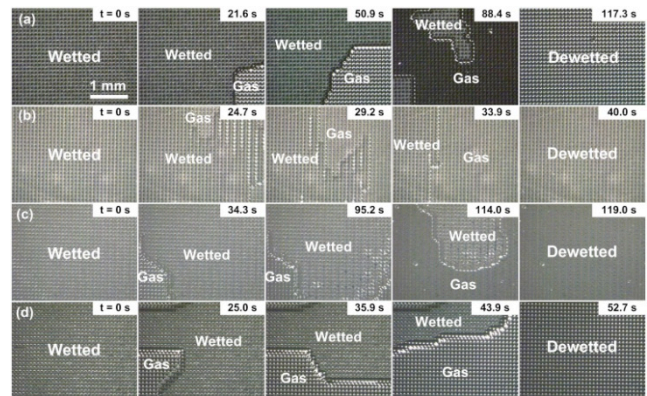 (a) t = 0 s 21.6 s 50.9 s 88.4 s 117.3 s
Wetted Wetted Wetted Wetted Dewetted
1 mm Gas Gas Gas
(b) t = 0 s 24.7 s 29.2 s 33.9 s 40.0 s
Gas Gas
Wetted Wetted Wetted Wetted Gas Dewetted
(c) t = 0 s 34.3 s 95.2 s 114.0 s 119.0 s
Wetted Wetted Wetted Wetted Dewetted
Gas Gas Gas
(d) t = 0 s 25.0 s 35.9 s 43.9 s 52.7 s
Wetted Wetted Wetted Wetted Dewetted
Gas Gas Gas